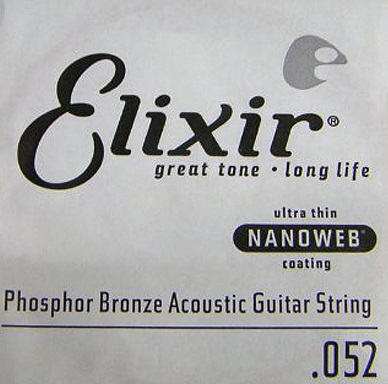 Elixir®
great tone • long life
ultra thin
NANOWEB®
coating
Phosphor Bronze Acoustic Guitar String
.052